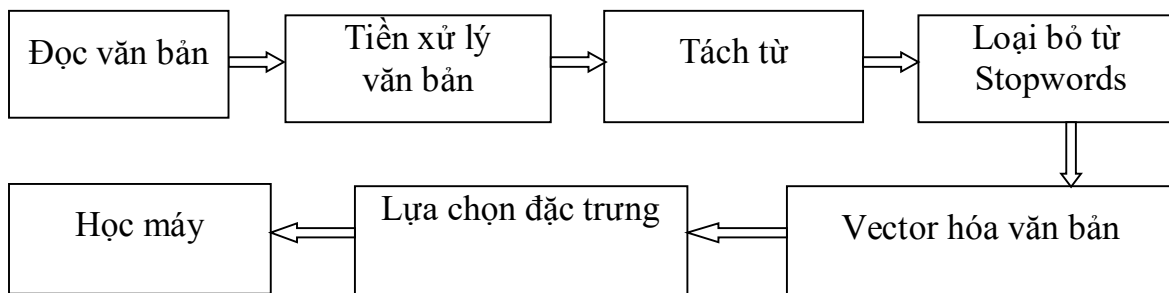 Đọc văn bản
Tiền xử lý
văn bản
Tách từ
Loại bỏ từ
Stopwords
Vector hóa văn bản
Lựa chọn đặc trưng
Học máy